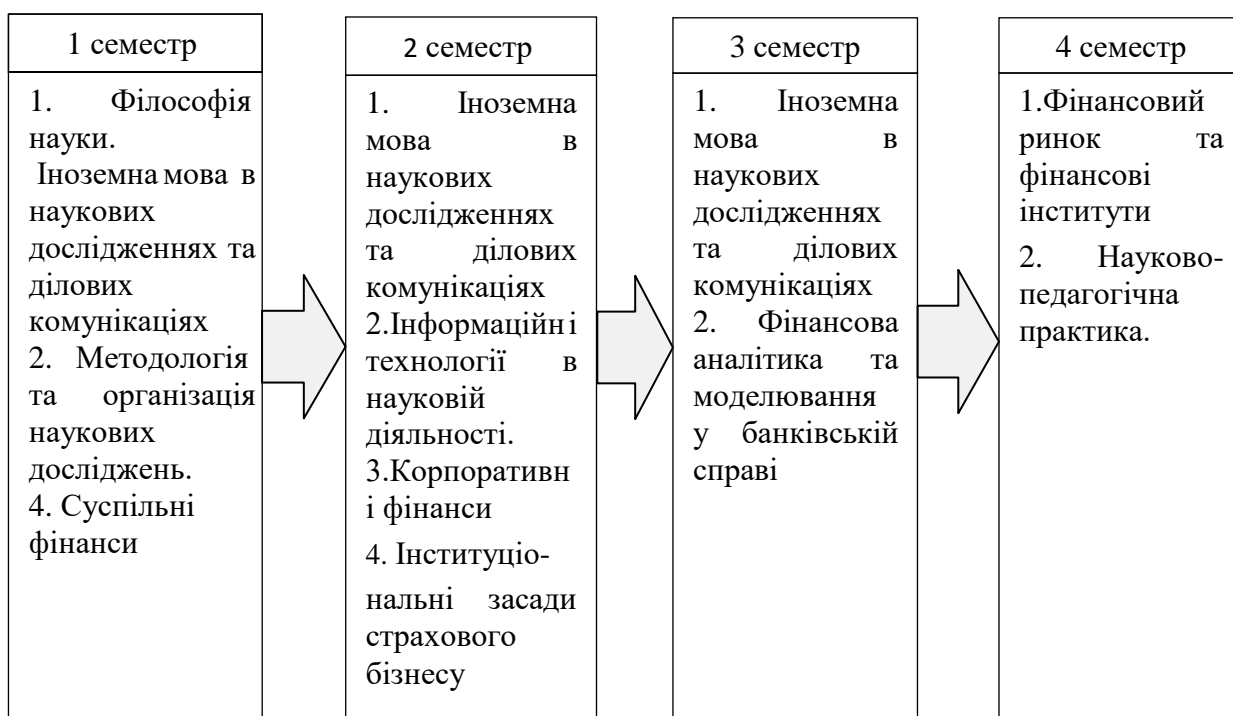 1 семестр
1. Філософія
науки.
Іноземна мова в
наукових
дослідженнях та
ділових
комунікаціях
2. Методологія
та організація
наукових
досліджень.
4. Суспільні
фінанси
2 семестр
1. Іноземна
мова в
наукових
дослідженнях
та ділових
комунікаціях
2.Інформаційні
технології в
науковій
діяльності.
3.Корпоративн
і фінанси
4. Інституціо-
нальні засади
страхового
бізнесу
3 семестр
1. Іноземна
мова в
наукових
дослідженнях
та ділових
комунікаціях
2. Фінансова
аналітика та
моделювання
у банківській
справі
4 семестр
1.Фінансовий
ринок та
фінансові
інститути
2. Науково-
педагогічна
практика.